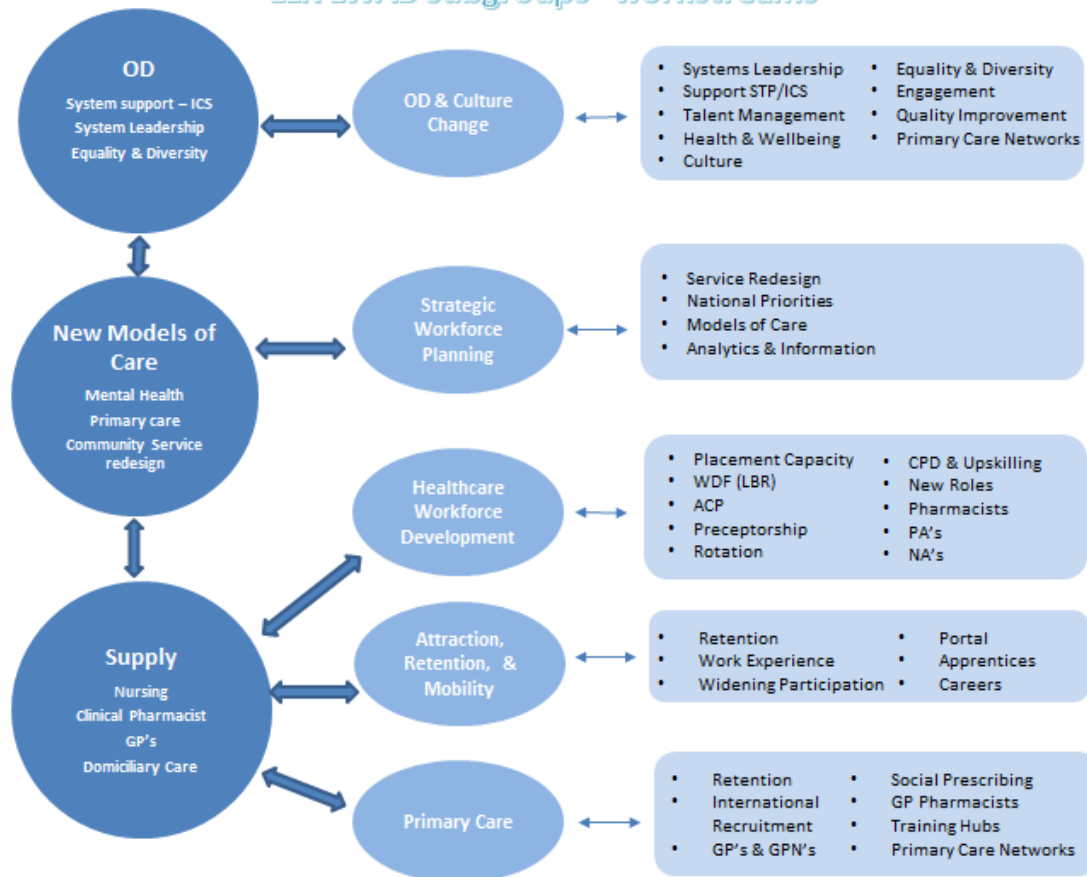 Subgroups - Workstreams
OD
System support – ICS
System Leadership
Equality & Diversity
OD & Culture
Change
• Systems Leadership
• Support STP/ICS
• Talent Management
• Health & Wellbeing
• Culture
• Equality & Diversity
• Engagement
• Quality Improvement
• Primary Care Networks
New Models of
Care
Mental Health
Primary care
Community Service
redesign
Strategic
Workforce
Planning
• Service Redesign
• National Priorities
• Models of Care
• Analytics & Information
Healthcare
Workforce
Development
• Placement Capacity
• WDF (LBR)
• ACP
• Preceptorship
• Rotation
• CPD & Upskilling
• New Roles
• Pharmacists
• PA's
• NA's
Supply
Nursing
Clinical Pharmacist
GP's
Domiciliary Care
Attraction,
Retention, &
Mobility
• Retention
• Work Experience
• Widening Participation
• Portal
• Apprentices
• Careers
Primary Care
• Retention
• International
Recruitment
• GP's & GPN's
• Social Prescribing
• GP Pharmacists
• Training Hubs
• Primary Care Networks